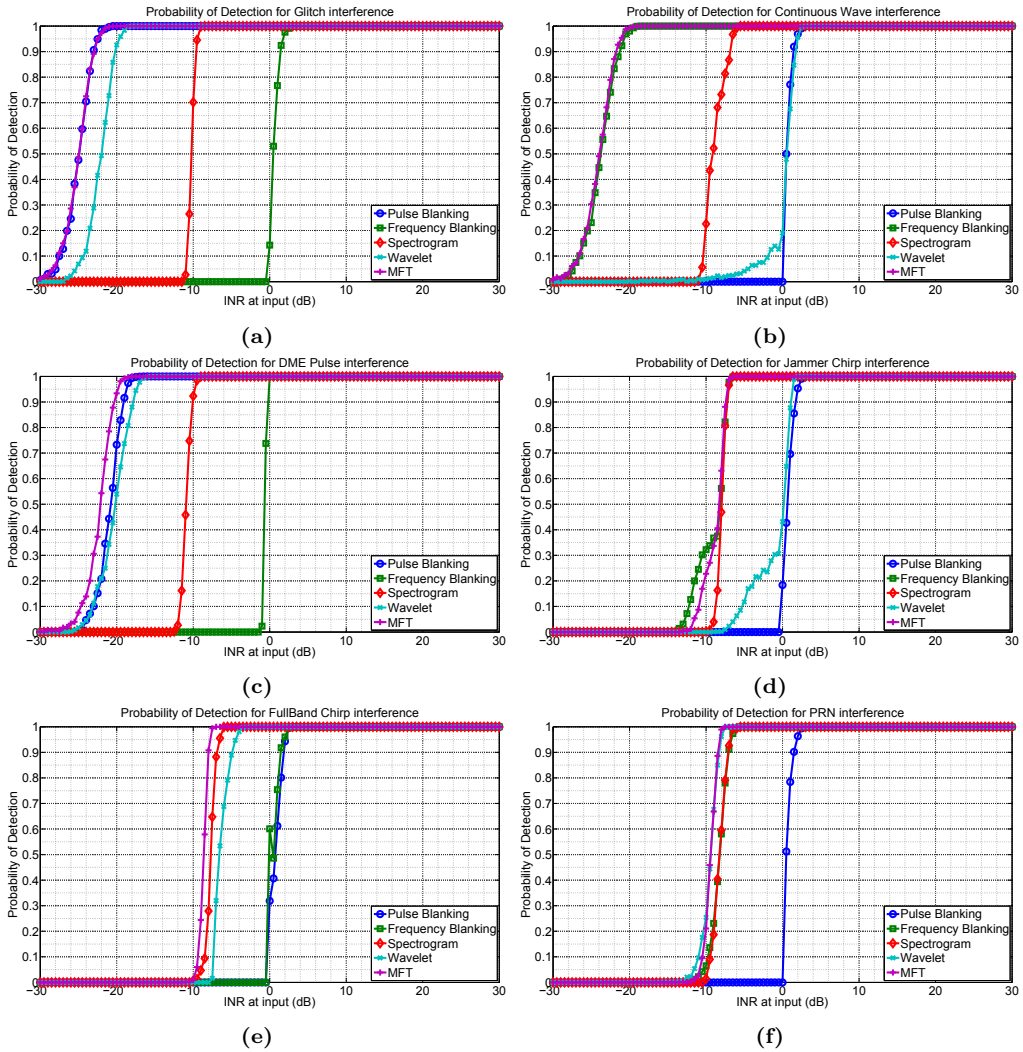 Probability of Detection for Glitch interference
Probability of Detection
1
0.9
0.8
0.7
0.6
0.5
0.4
0.3
0.2
0.1
0
Pulse Blanking
Frequency Blanking
Spectrogram
Wavelet
MFT
−30 −20 −10 0 10 20 30
INR at input (dB)
(a)
Probability of Detection for Continuous Wave interference
Probability of Detection
1
0.9
0.8
0.7
0.6
0.5
0.4
0.3
0.2
0.1
0
Pulse Blanking
Frequency Blanking
Spectrogram
Wavelet
MFT
−30 −20 −10 0 10 20 30
INR at input (dB)
(b)
Probability of Detection for DME Pulse interference
Probability of Detection
1
0.9
0.8
0.7
0.6
0.5
0.4
0.3
0.2
0.1
0
Pulse Blanking
Frequency Blanking
Spectrogram
Wavelet
MFT
−30 −20 −10 0 10 20 30
INR at input (dB)
(c)
Probability of Detection for Jammer Chirp interference
Probability of Detection
1
0.9
0.8
0.7
0.6
0.5
0.4
0.3
0.2
0.1
0
Pulse Blanking
Frequency Blanking
Spectrogram
Wavelet
MFT
−30 −20 −10 0 10 20 30
INR at input (dB)
(d)
Probability of Detection for FullBand Chirp interference
Probability of Detection
1
0.9
0.8
0.7
0.6
0.5
0.4
0.3
0.2
0.1
0
Pulse Blanking
Frequency Blanking
Spectrogram
Wavelet
MFT
−30 −20 −10 0 10 20 30
INR at input (dB)
(e)
Probability of Detection for PRN interference
Probability of Detection
1
0.9
0.8
0.7
0.6
0.5
0.4
0.3
0.2
0.1
0
Pulse Blanking
Frequency Blanking
Spectrogram
Wavelet
MFT
−30 −20 −10 0 10 20 30
INR at input (dB)
(f)